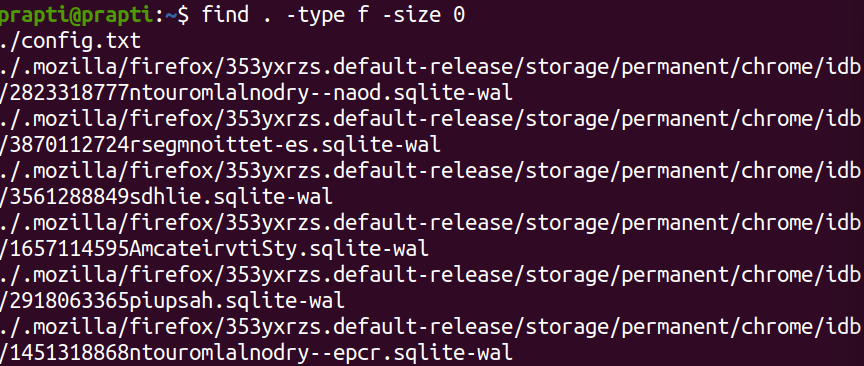 prapti@prapti:~$ find . -type f -size 0
./config.txt
./.mozilla/firefox/353yxrzs.default-release/storage/permanent/chrome/idb
/2823318777ntouromlalnodry--naod.sqlite-wal
./.mozilla/firefox/353yxrzs.default-release/storage/permanent/chrome/idb
/3870112724rsegmnoittet-es.sqlite-wal
./.mozilla/firefox/353yxrzs.default-release/storage/permanent/chrome/idb
/3561288849sdhlie.sqlite-wal
./.mozilla/firefox/353yxrzs.default-release/storage/permanent/chrome/idb
/1657114595AmcateirvtiSty.sqlite-wal
./.mozilla/firefox/353yxrzs.default-release/storage/permanent/chrome/idb
/2918063365piupsah.sqlite-wal
./.mozilla/firefox/353yxrzs.default-release/storage/permanent/chrome/idb
/1451318868ntouromlalnodry--epcr.sqlite-wal